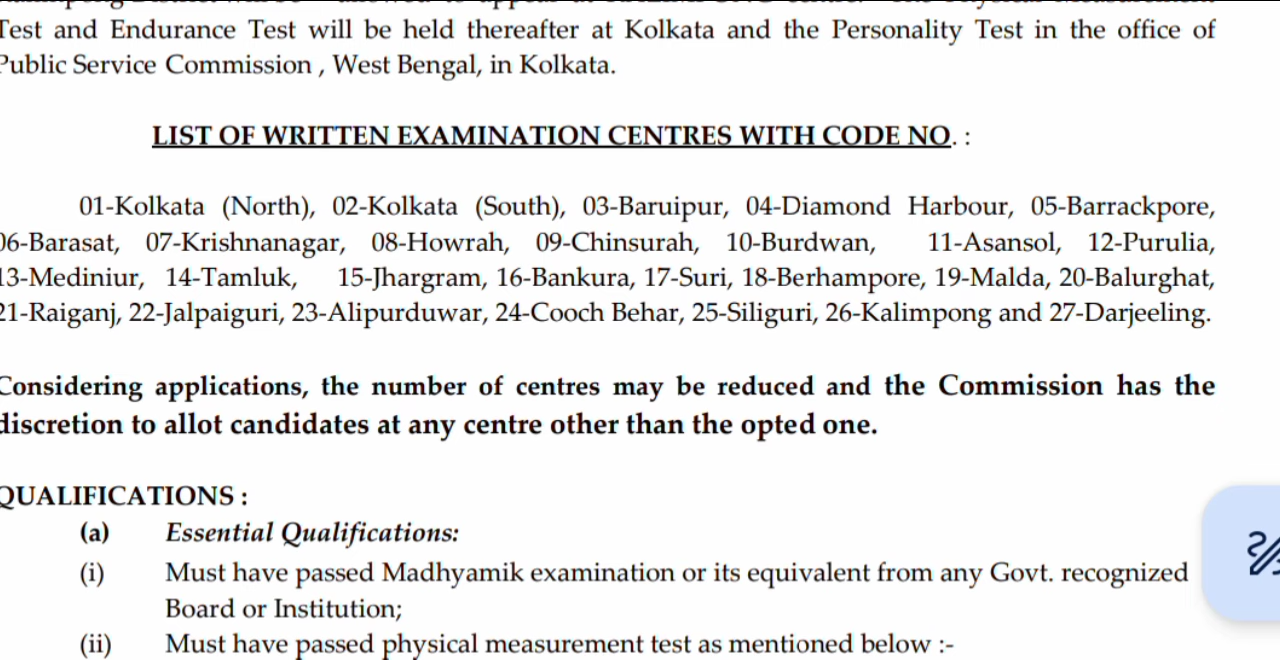 Test and Endurance Test will be held thereafter at Kolkata and the Personality Test in the office of
Public Service Commission , West Bengal, in Kolkata.
LIST OF WRITTEN EXAMINATION CENTRES WITH CODE NO. :
01-Kolkata (North), 02-Kolkata (South), 03-Baruipur, 04-Diamond Harbour, 05-Barrackpore,
06-Barasat, 07-Krishnanagar, 08-Howrah, 09-Chinsurah, 10-Burdwan, 11-Asansol, 12-Purulia,
13-Mediniur, 14-Tamluk, 15-Jhargram, 16-Bankura, 17-Suri, 18-Berhampore, 19-Malda, 20-Balurghat,
21-Raiganj, 22-Jalpaiguri, 23-Alipurduwar, 24-Cooch Behar, 25-Siliguri, 26-Kalimpong and 27-Darjeeling.
Considering applications, the number of centres may be reduced and the Commission has the
discretion to allot candidates at any centre other than the opted one.
QUALIFICATIONS :
(a) Essential Qualifications:
(i) Must have passed Madhyamik examination or its equivalent from any Govt. recognized
Board or Institution;
(ii) Must have passed physical measurement test as mentioned below :-